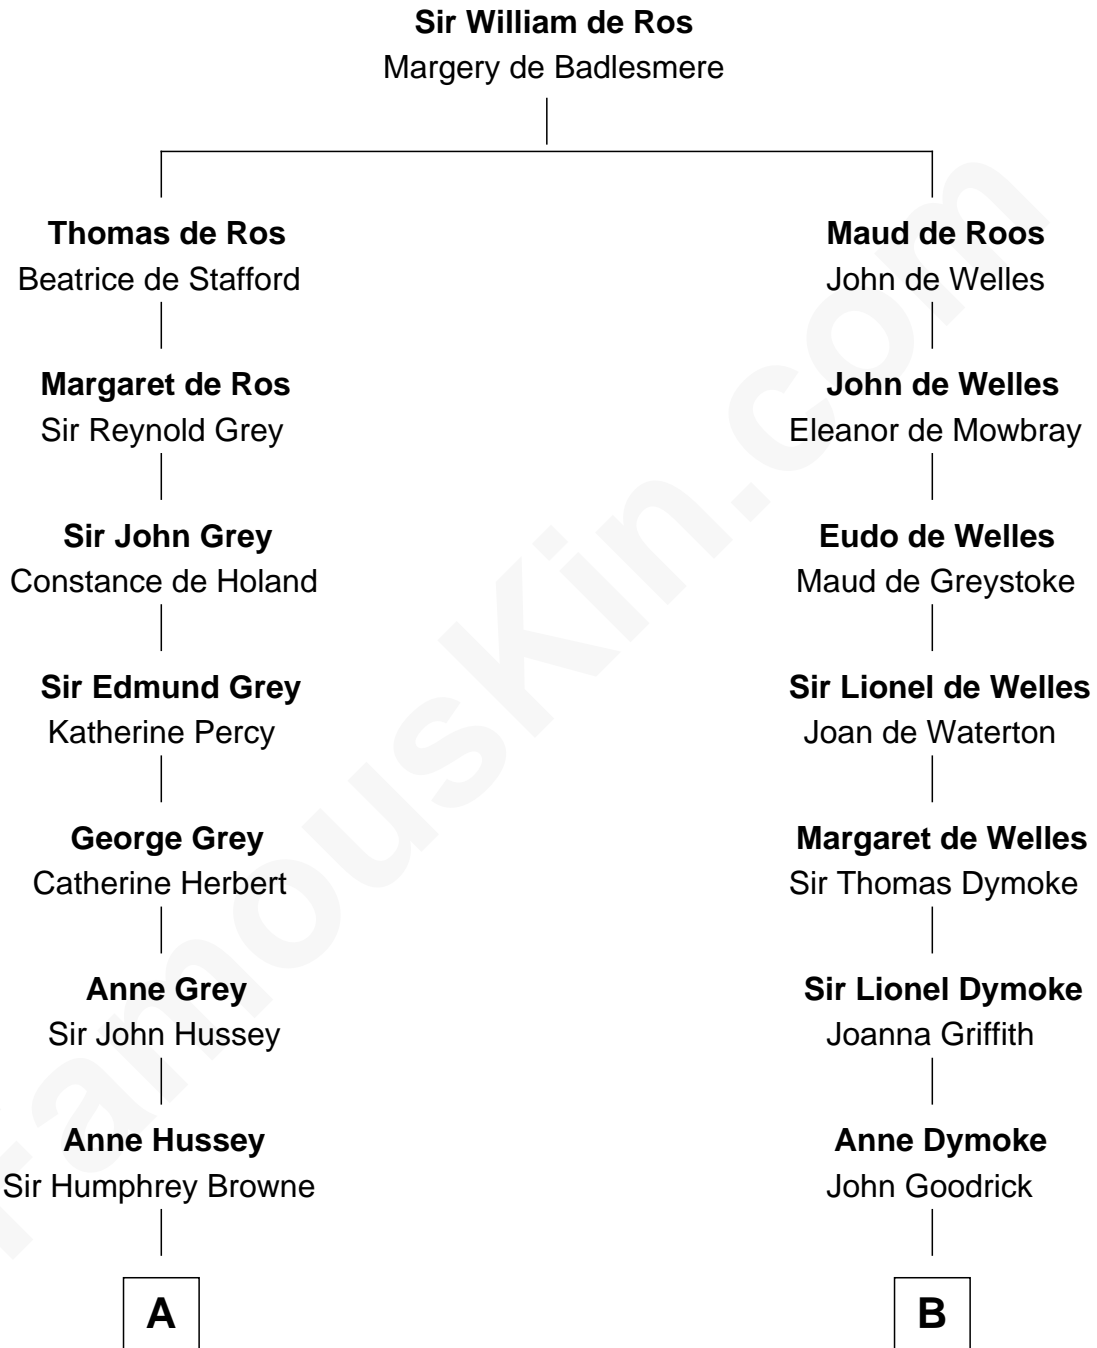 Sir William de Ros
Margery de Badlesmere
Thomas de Ros
Beatrice de Stafford
Maud de Roos
John de Welles
Margaret de Ros
Sir Reynold Grey
John de Welles
Eleanor de Mowbray
Sir John Grey
Constance de Holand
Eudo de Welles
Maud de Greystoke
Sir Edmund Grey
Katherine Percy
Sir Lionel de Welles
Joan de Waterton
George Grey
Catherine Herbert
Margaret de Welles
Sir Thomas Dymoke
Anne Grey
Sir John Hussey
Sir Lionel Dymoke
Joanna Griffith
Anne Hussey
Sir Humphrey Browne
Anne Dymoke
John Goodrick
A
B
FamousKin.com